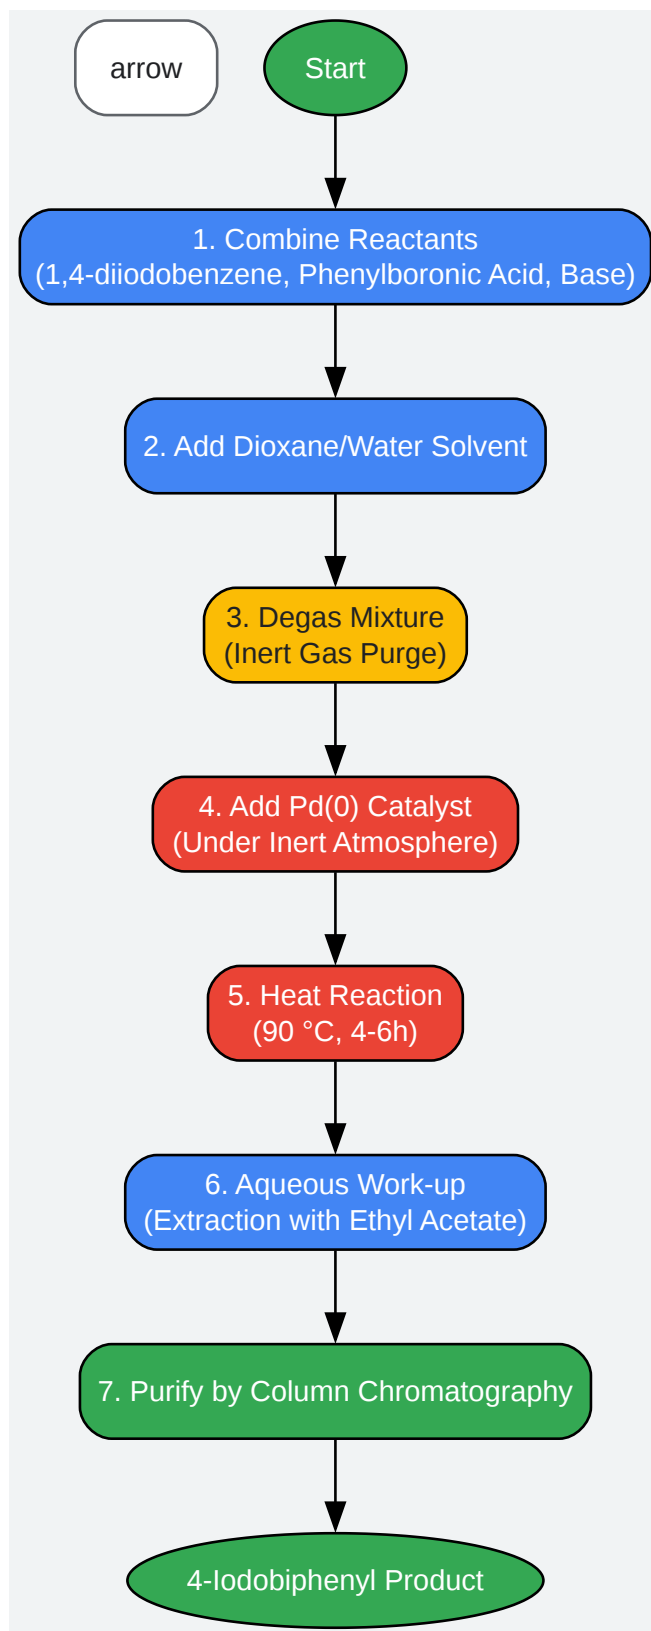 arrow
Start
1. Combine Reactants
(1,4-diiodobenzene, Phenylboronic Acid, Base)
2. Add Dioxane/Water Solvent
3. Degas Mixture
(Inert Gas Purge)
4. Add Pd(0) Catalyst
(Under Inert Atmosphere)
5. Heat Reaction
(90 °C, 4-6h)
6. Aqueous Work-up
(Extraction with Ethyl Acetate)
7. Purify by Column Chromatography
4-Iodobiphenyl Product